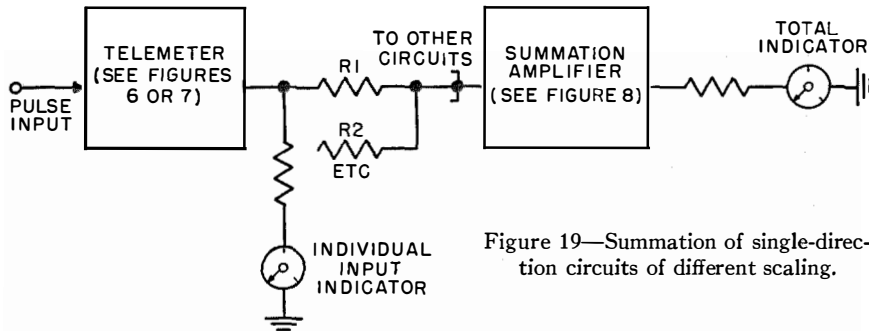 PULSE
INPUT
TELEMETER
(SEE FIGURES
6 OR 7)
R1
R2
ETC
TO OTHER
CIRCUITS
SUMMATION
AMPLIFIER
(SEE FIGURE 8)
TOTAL
INDICATOR
INDIVIDUAL
INPUT
INDICATOR
Figure 19—Summation of single-direc-
tion circuits of different scaling.